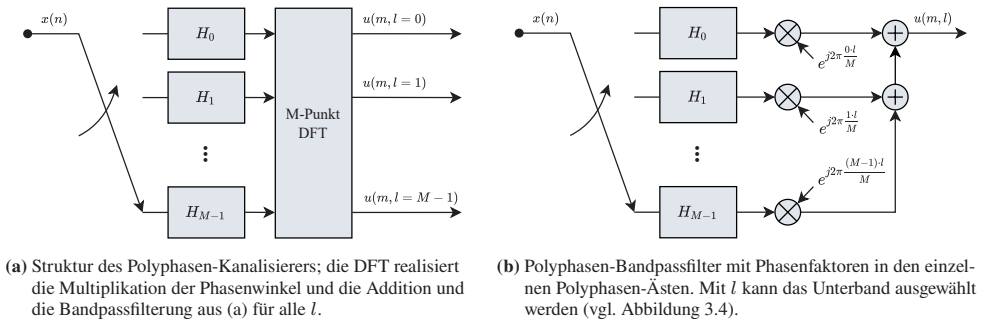 x(n)
H_0
H_1
⋮
H_{M−1}
M-Punkt
DFT
u(m, l = 0)
u(m, l = 1)
u(m, l = M − 1)
(a) Struktur des Polyphasen-Kanalisierers; die DFT realisiert
die Multiplikation der Phasenwinkel und die Addition und
die Bandpassfilterung aus (a) für alle l.
x(n)
H_0
H_1
⋮
H_{M−1}
e^{j2π\frac{0·l}{M}}
e^{j2π\frac{1·l}{M}}
e^{j2π\frac{(M−1)·l}{M}}
u(m, l)
(b) Polyphasen-Bandpassfilter mit Phasenfaktoren in den einzel-
nen Polyphasen-Ästen. Mit l kann das Unterband ausgewählt
werden (vgl. Abbildung 3.4).